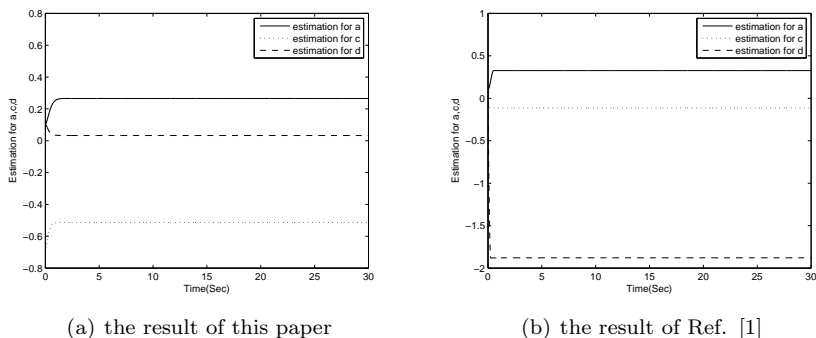 0.8
0.6
0.4
0.2
0
−0.2
−0.4
−0.6
−0.8
0 5 10 15 20 25 30
Time(Sec)
Estimation for a,c,d
estimation for a
estimation for c
estimation for d
(a) the result of this paper
1
0.5
0
−0.5
−1
−1.5
−2
0 5 10 15 20 25 30
Time(Sec)
Estimation for a,c,d
estimation for a
estimation for c
estimation for d
(b) the result of Ref. [1]